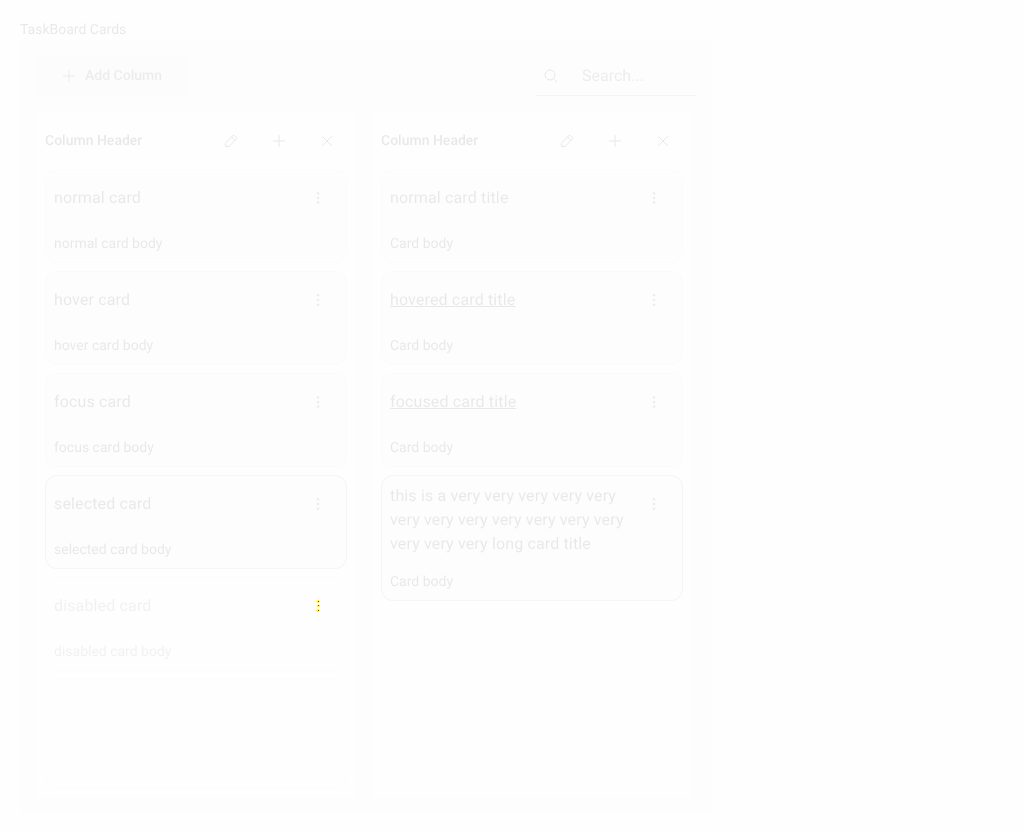 TaskBoard Cards
Add Column
Search...
Column Header
normal card
normal card body
hover card
hover card body
focus card
focus card body
selected card
selected card body
disabled card
disabled card body
Column Header
normal card title
Card body
hovered card title
Card body
focused card title
Card body
this is a very very very very very
very very very very very very very
very very very long card title
Card body